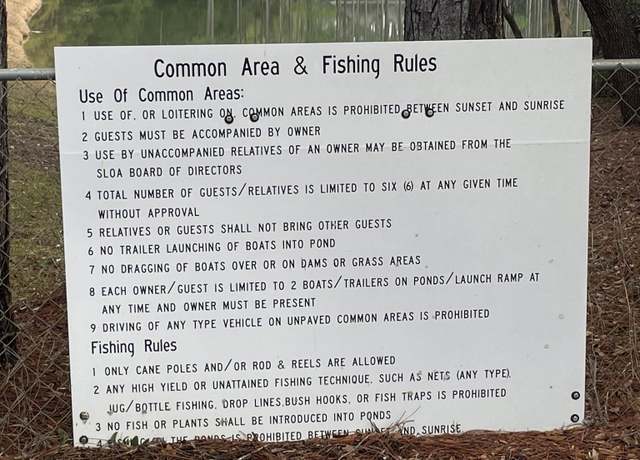 Common Area & Fishing Rules
Use Of Common Areas:
1 USE OF, OR LOITERING ON, COMMON AREAS IS PROHIBITED BETWEEN SUNSET AND SUNRISE
2 GUESTS MUST BE ACCOMPANIED BY OWNER
3 USE BY UNACCOMPANIED RELATIVES OF AN OWNER MAY BE OBTAINED FROM THE
SLOA BOARD OF DIRECTORS
4 TOTAL NUMBER OF GUESTS/RELATIVES IS LIMITED TO SIX (6) AT ANY GIVEN TIME
WITHOUT APPROVAL
5 RELATIVES OR GUESTS SHALL NOT BRING OTHER GUESTS
6 NO TRAILER LAUNCHING OF BOATS INTO POND
7 NO DRAGGING OF BOATS OVER OR ON DAMS OR GRASS AREAS
8 EACH OWNER/GUEST IS LIMITED TO 2 BOATS/TRAILERS ON PONDS/LAUNCH RAMP AT
ANY TIME AND OWNER MUST BE PRESENT
9 DRIVING OF ANY TYPE VEHICLE ON UNPAVED COMMON AREAS IS PROHIBITED
Fishing Rules
1 ONLY CANE POLES AND/OR ROD & REELS ARE ALLOWED
2 ANY HIGH YIELD OR UNATTAINED FISHING TECHNIQUE, SUCH AS NETS (ANY TYPE),
JUG/BOTTLE FISHING, DROP LINES,BUSH HOOKS, OR FISH TRAPS IS PROHIBITED
3 NO FISH OR PLANTS SHALL BE INTRODUCED INTO PONDS
THE PONDS IS PROHIBITED BETWEEN SUNSET AND SUNRISE